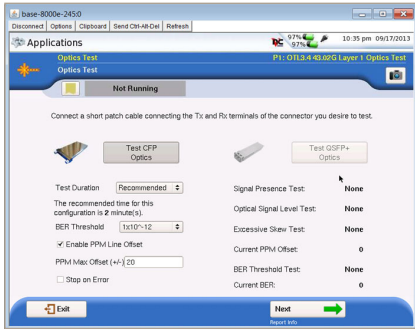 base-8000e-245:0
Disconnect Options Clipboard Send Ctrl-Alt-Del Refresh
Applications
97%
97%
10:35 pm 09/17/2013
Optics Test
P1: OTL3.4 43.02G Layer 1 Optics Test
Optics Test
Not Running
Connect a short patch cable connecting the Tx and Rx terminals of the connector you desire to test.
Test CFP
Optics
Test QSFP+
Optics
Test Duration Recommended
The recommended time for this
configuration is 2 minute(s).
BER Threshold 1x10^-12
Enable PPM Line Offset
PPM Max Offset (+/-) 20
Stop on Error
Signal Presence Test: None
Optical Signal Level Test: None
Excessive Skew Test: None
Current PPM Offset: 0
BER Threshold Test: None
Current BER: 0
Exit
Next
Report Info